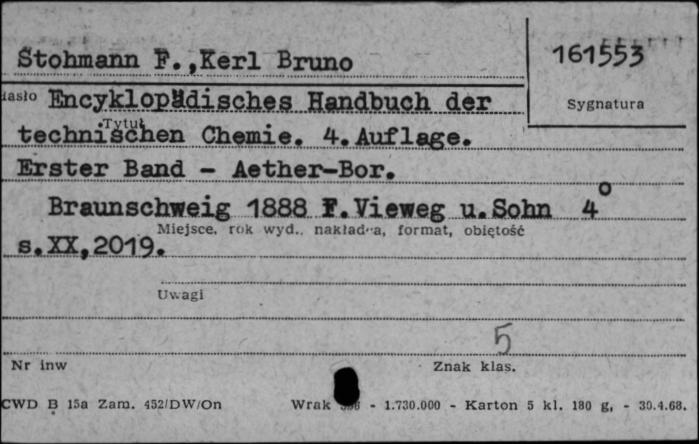 Stohmann F.,Kerl Bruno
161553
Sygnatura
Encyklopädisches Handbuch der
Tytuł
technischen Chemie. 4.Auflage.
Erster Band - Aether-Bor.
Braunschweig 1888 F.Vieweg u.Sohn 4°
Miejsce, rok wyd., nakładca, format, objętość
s.XX,2019.
Uwagi
5
Nr inw
Znak klas.
CWD B 15a Zam. 452/DW/On Wrak - 1.730.000 - Karton 5 kl. 180 g, - 30.4.68.